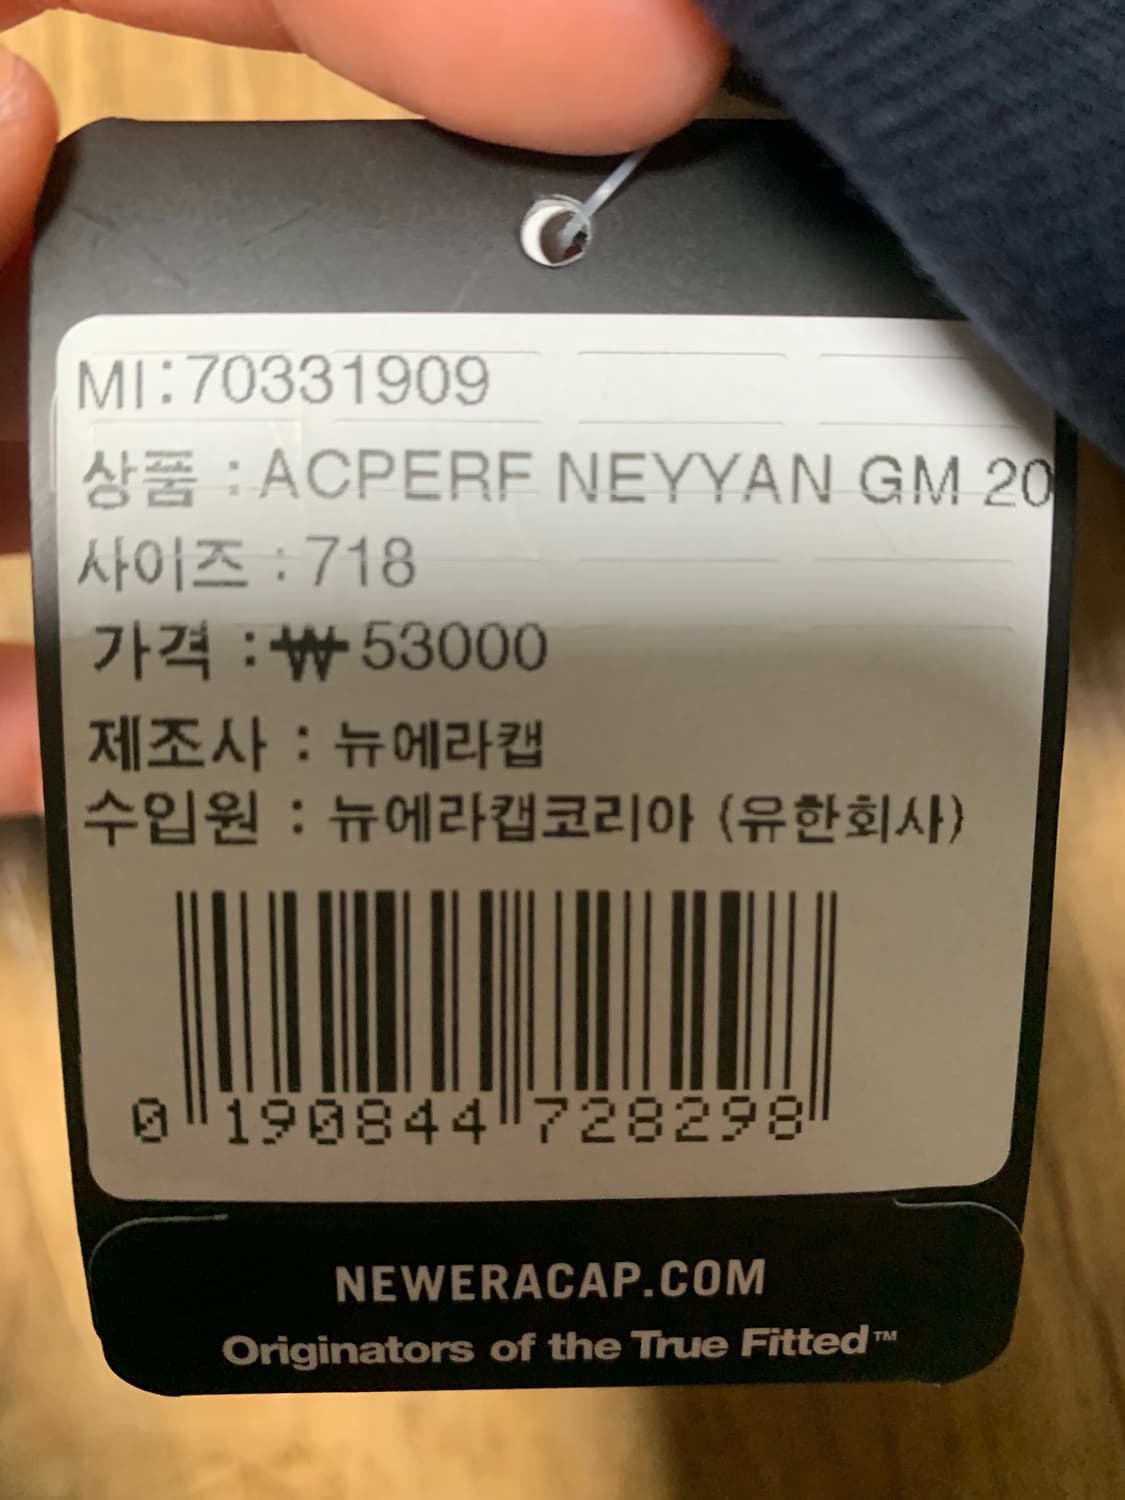 MI:70331909
상품 : ACPERF NEYYAN GM 20
사이즈 : 718
가격 : ₩ 53000
제조사 : 뉴에라캡
수입원 : 뉴에라캡코리아 (유한회사)
0 190844 728298
NEWERACAP.COM
Originators of the True Fitted™